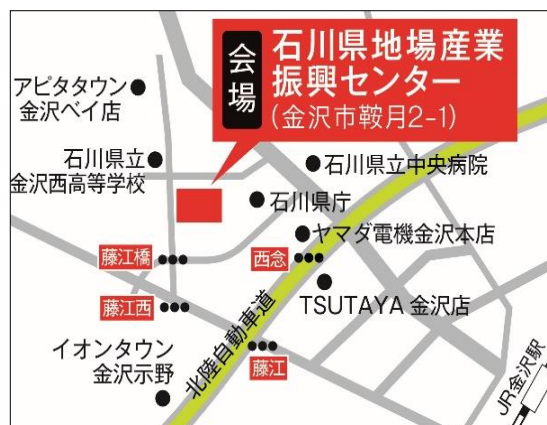 会場
石川県地場産業
振興センター
(金沢市鞍月2-1)
アピタタウン
金沢ベイ店
石川県立
金沢西高等学校
石川県立中央病院
石川県庁
ヤマダ電機金沢本店
藤江橋
西念
藤江西
TSUTAYA 金沢店
イオンタウン
金沢示野
北陸自動車道
藤江
JR金沢駅